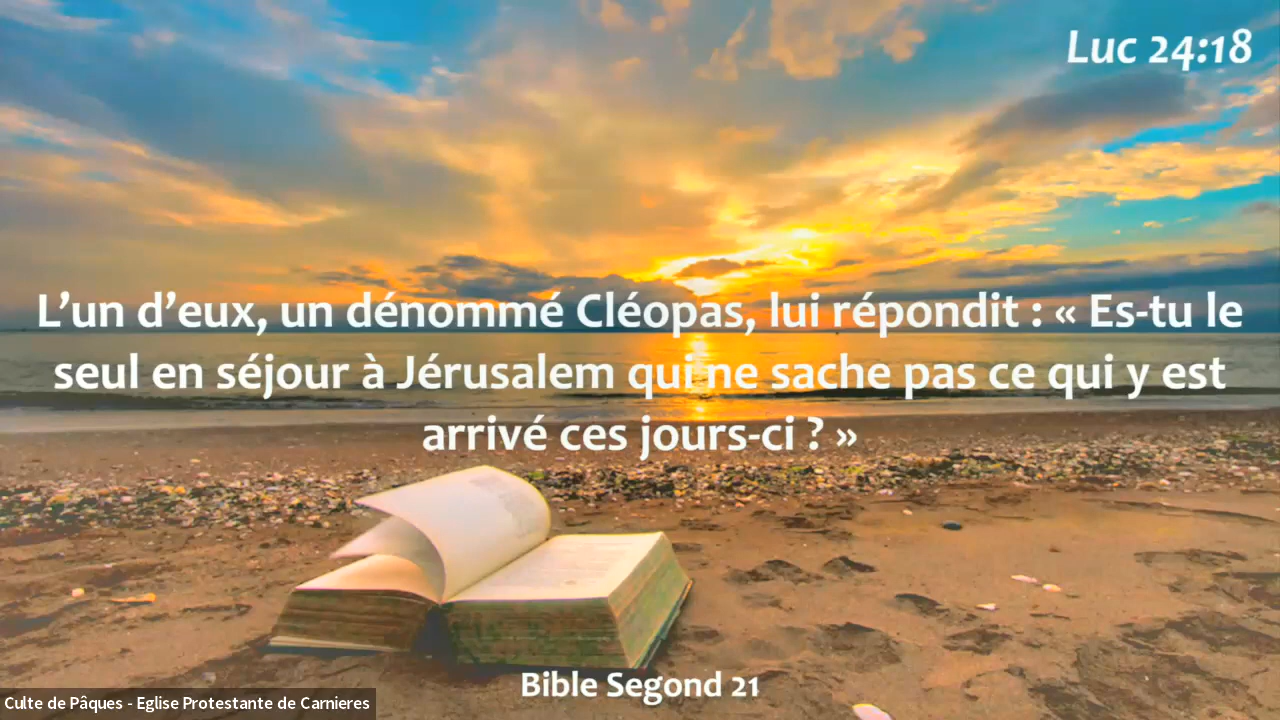 Luc 24:18
L’un d’eux, un dénommé Cléopas, lui répondit : « Es-tu le
seul en séjour à Jérusalem qui ne sache pas ce qui y est
arrivé ces jours-ci ? »
Bible Segond 21
Culte de Pâques - Eglise Protestante de Carnieres